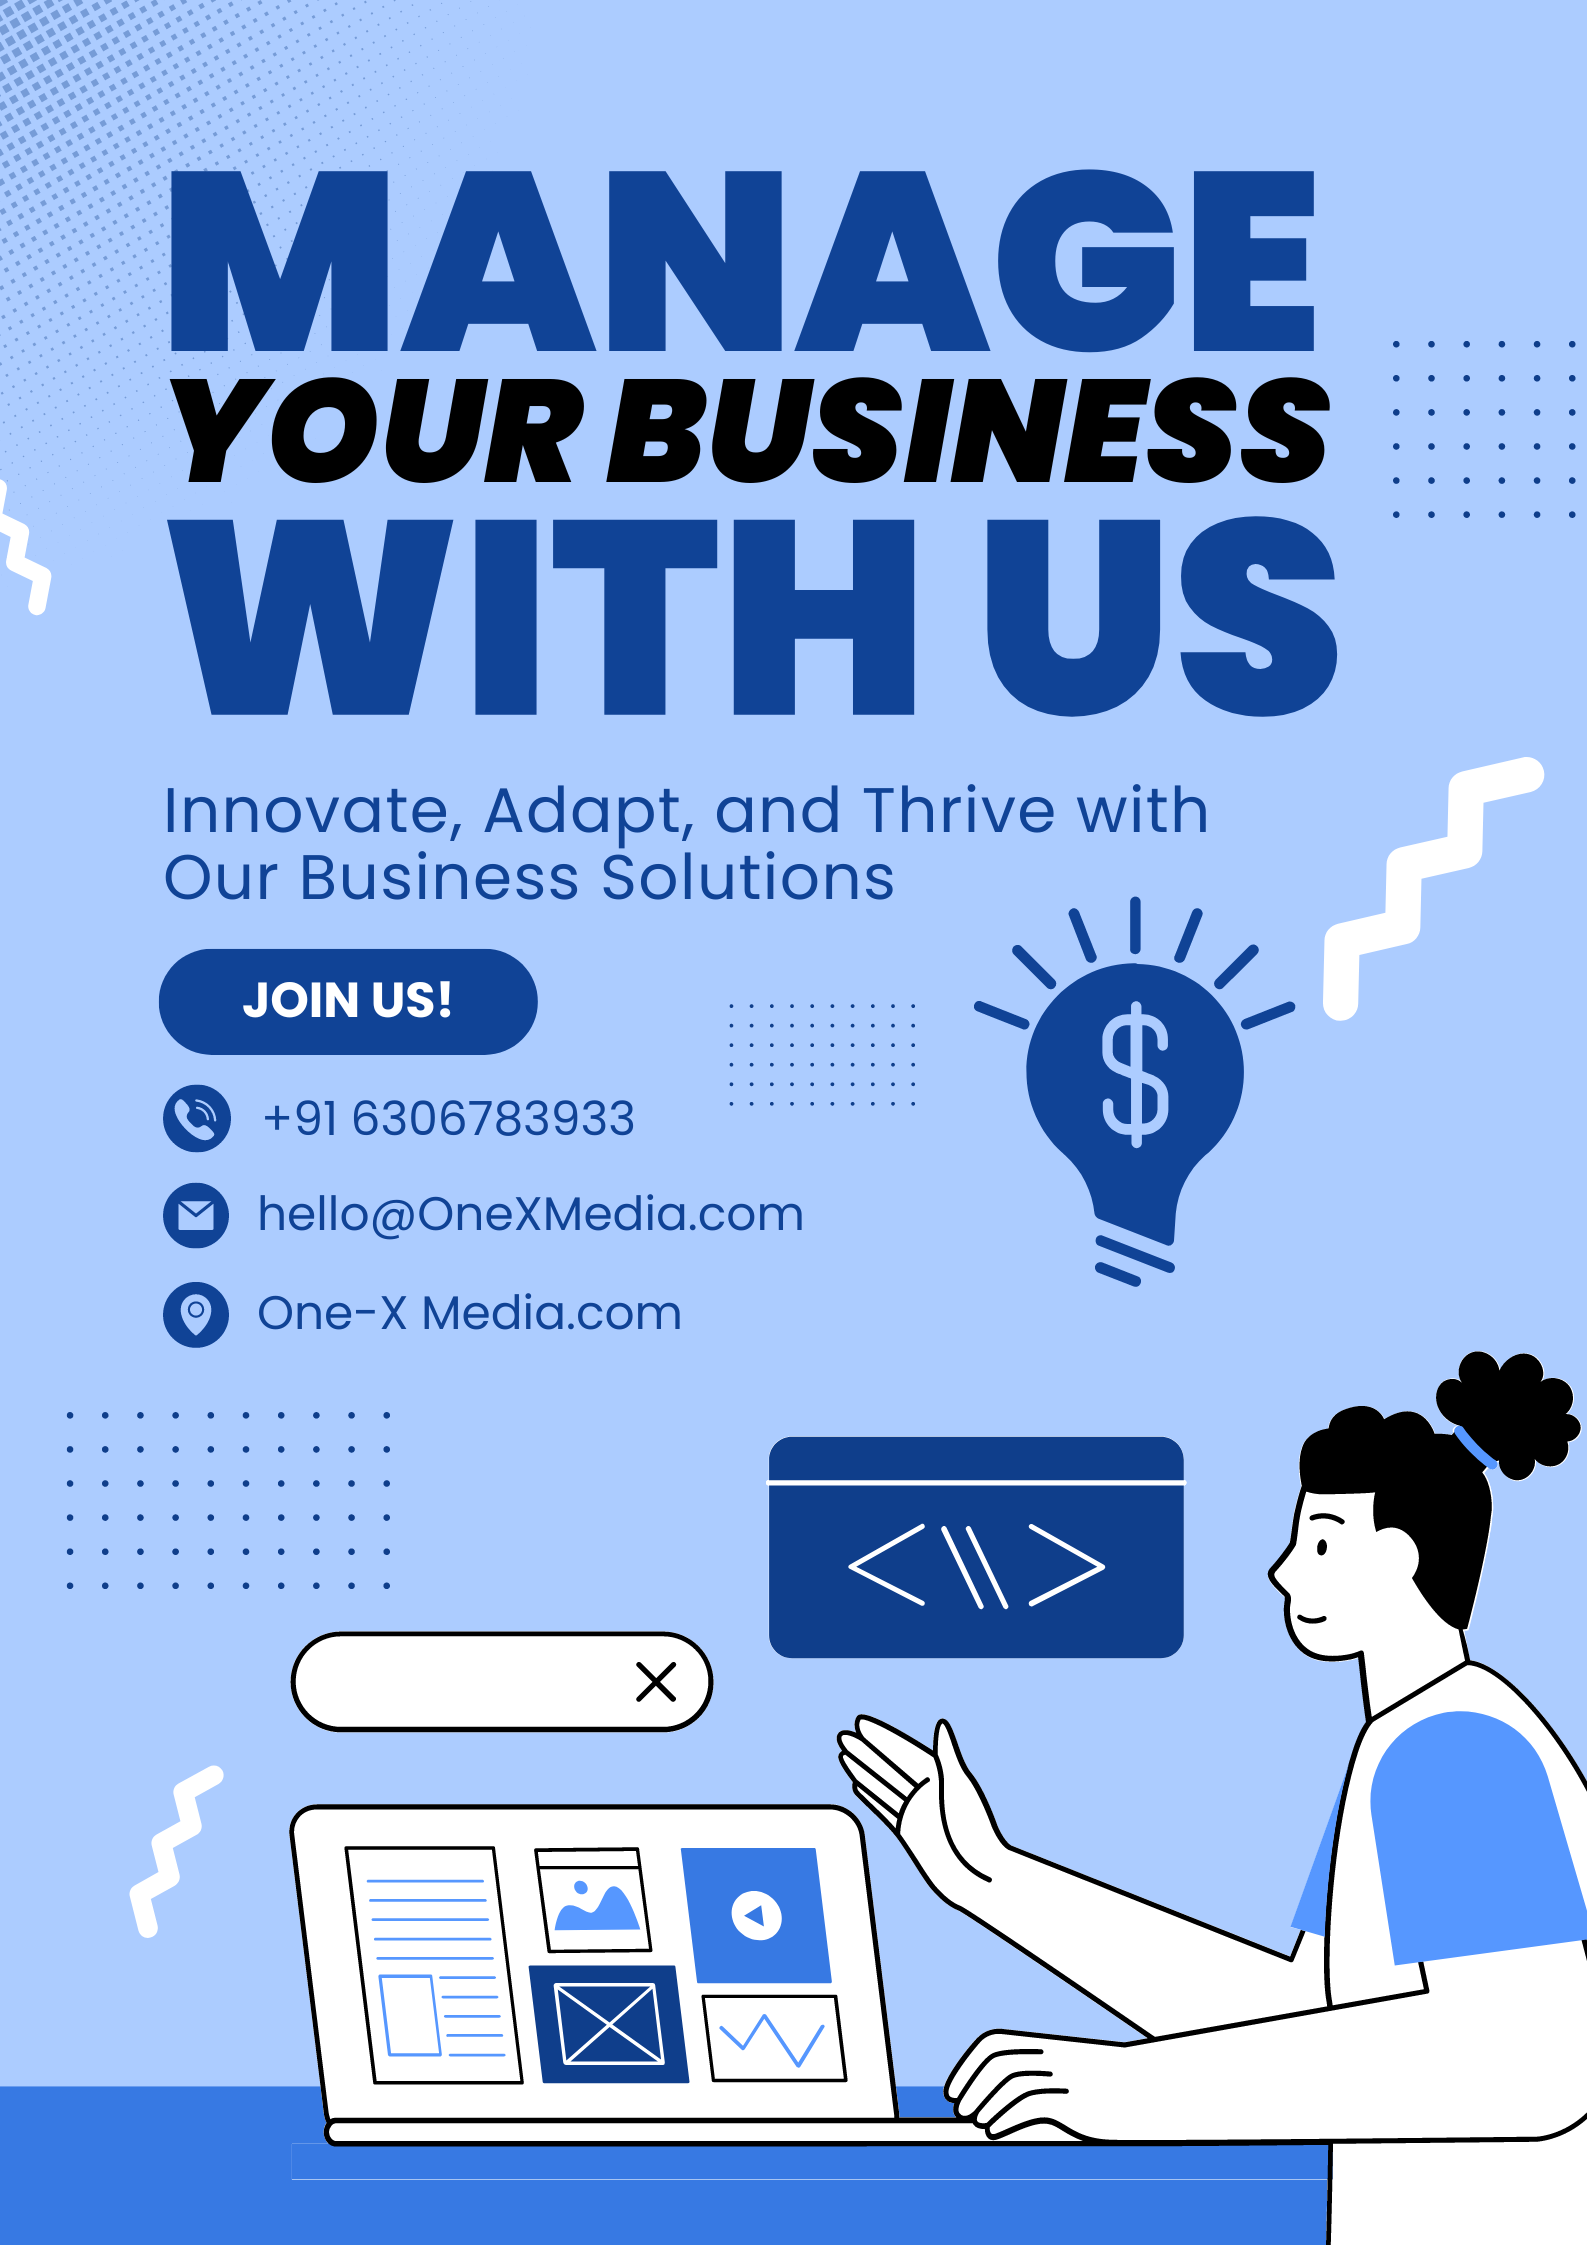 MANAGE
YOUR BUSINESS
WITH US
Innovate, Adapt, and Thrive with
Our Business Solutions
JOIN US!
+91 6306783933
hello@OneXMedia.com
One-X Media.com